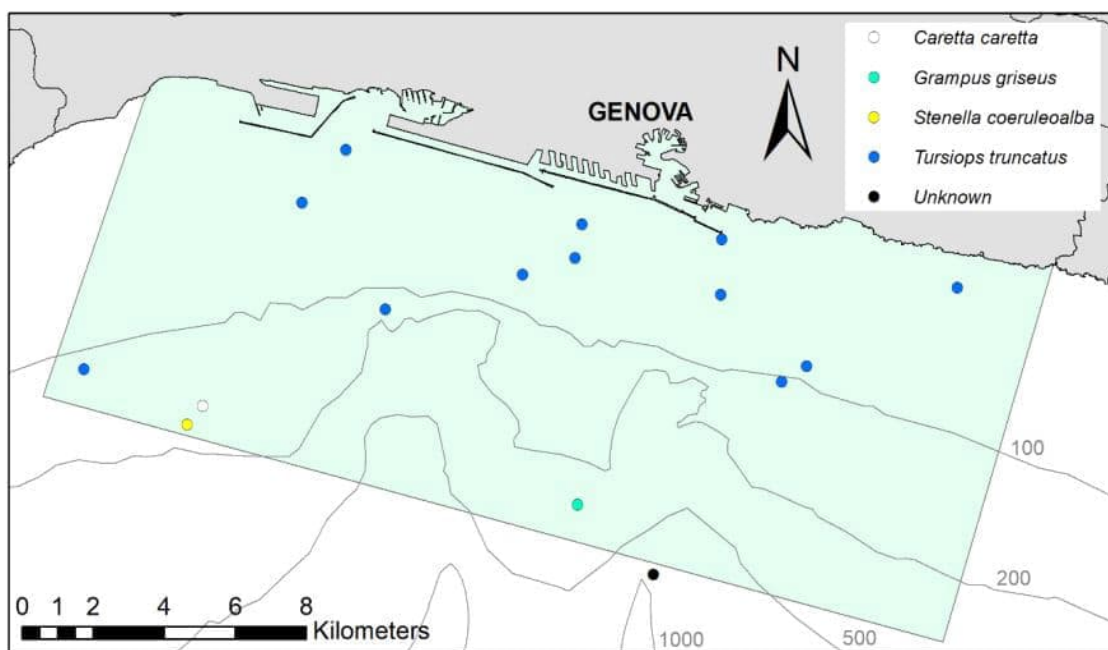 Caretta caretta
Grampus griseus
Stenella coeruleoalba
Tursiops truncatus
Unknown
N
GENOVA
100
200
500
1000
0 1 2 4 6 8
Kilometers